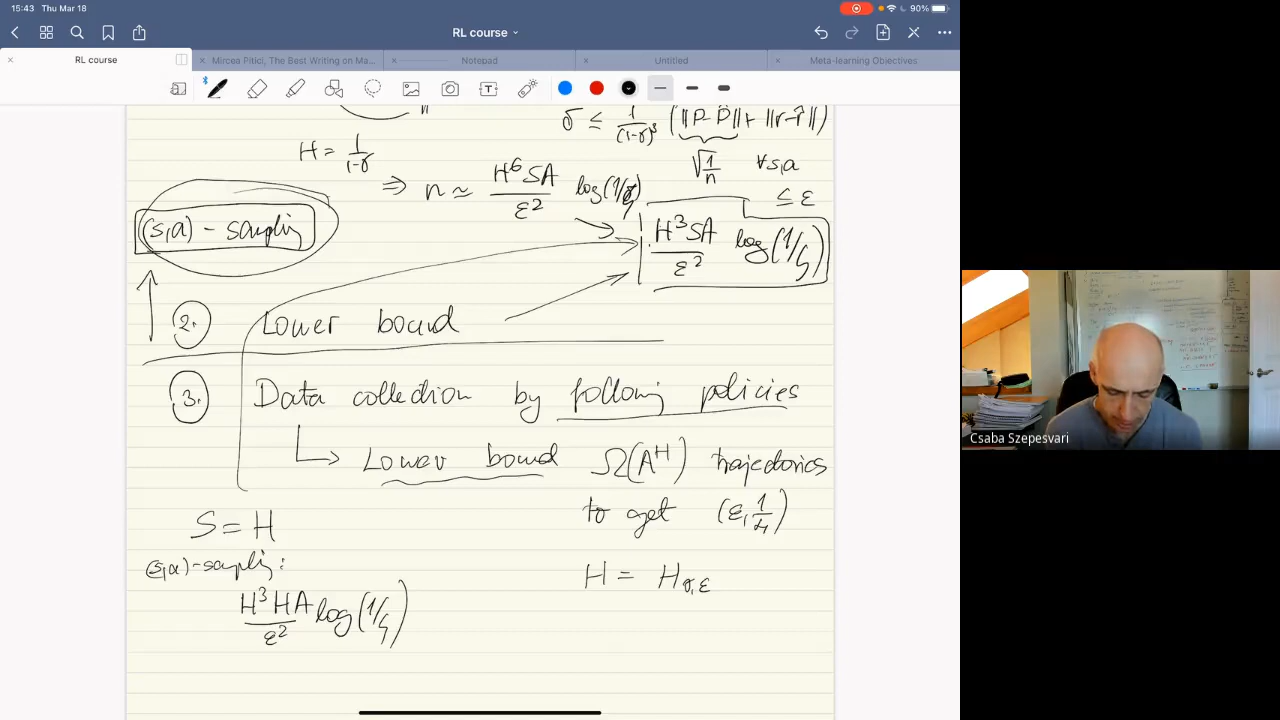 15:43 Thu Mar 18
90%
RL course
RL course
Mircea Pitici, The Best Writing on Ma...
Notepad
Untitled
Meta-learning Objectives
H = 1/(1-γ)
δ ≤ 1/(1-γ)³ (||P-P̂|| + ||r-r̂||)
√(1/n) ∀s,a
≤ ε
⇒ n ≈ H⁶SA/ε² log(1/ζ)
(s,a) - sampling
H³SA/ε² log(1/ζ)
2. Lower bound
3. Data collection by following policies
Lower bound Ω(A^H) trajectories
to get (ε, 1/4)
S = H
(s,a)-sampling:
H = H_γ,ε
H³HA/ε² log(1/ζ)
Csaba Szepesvari